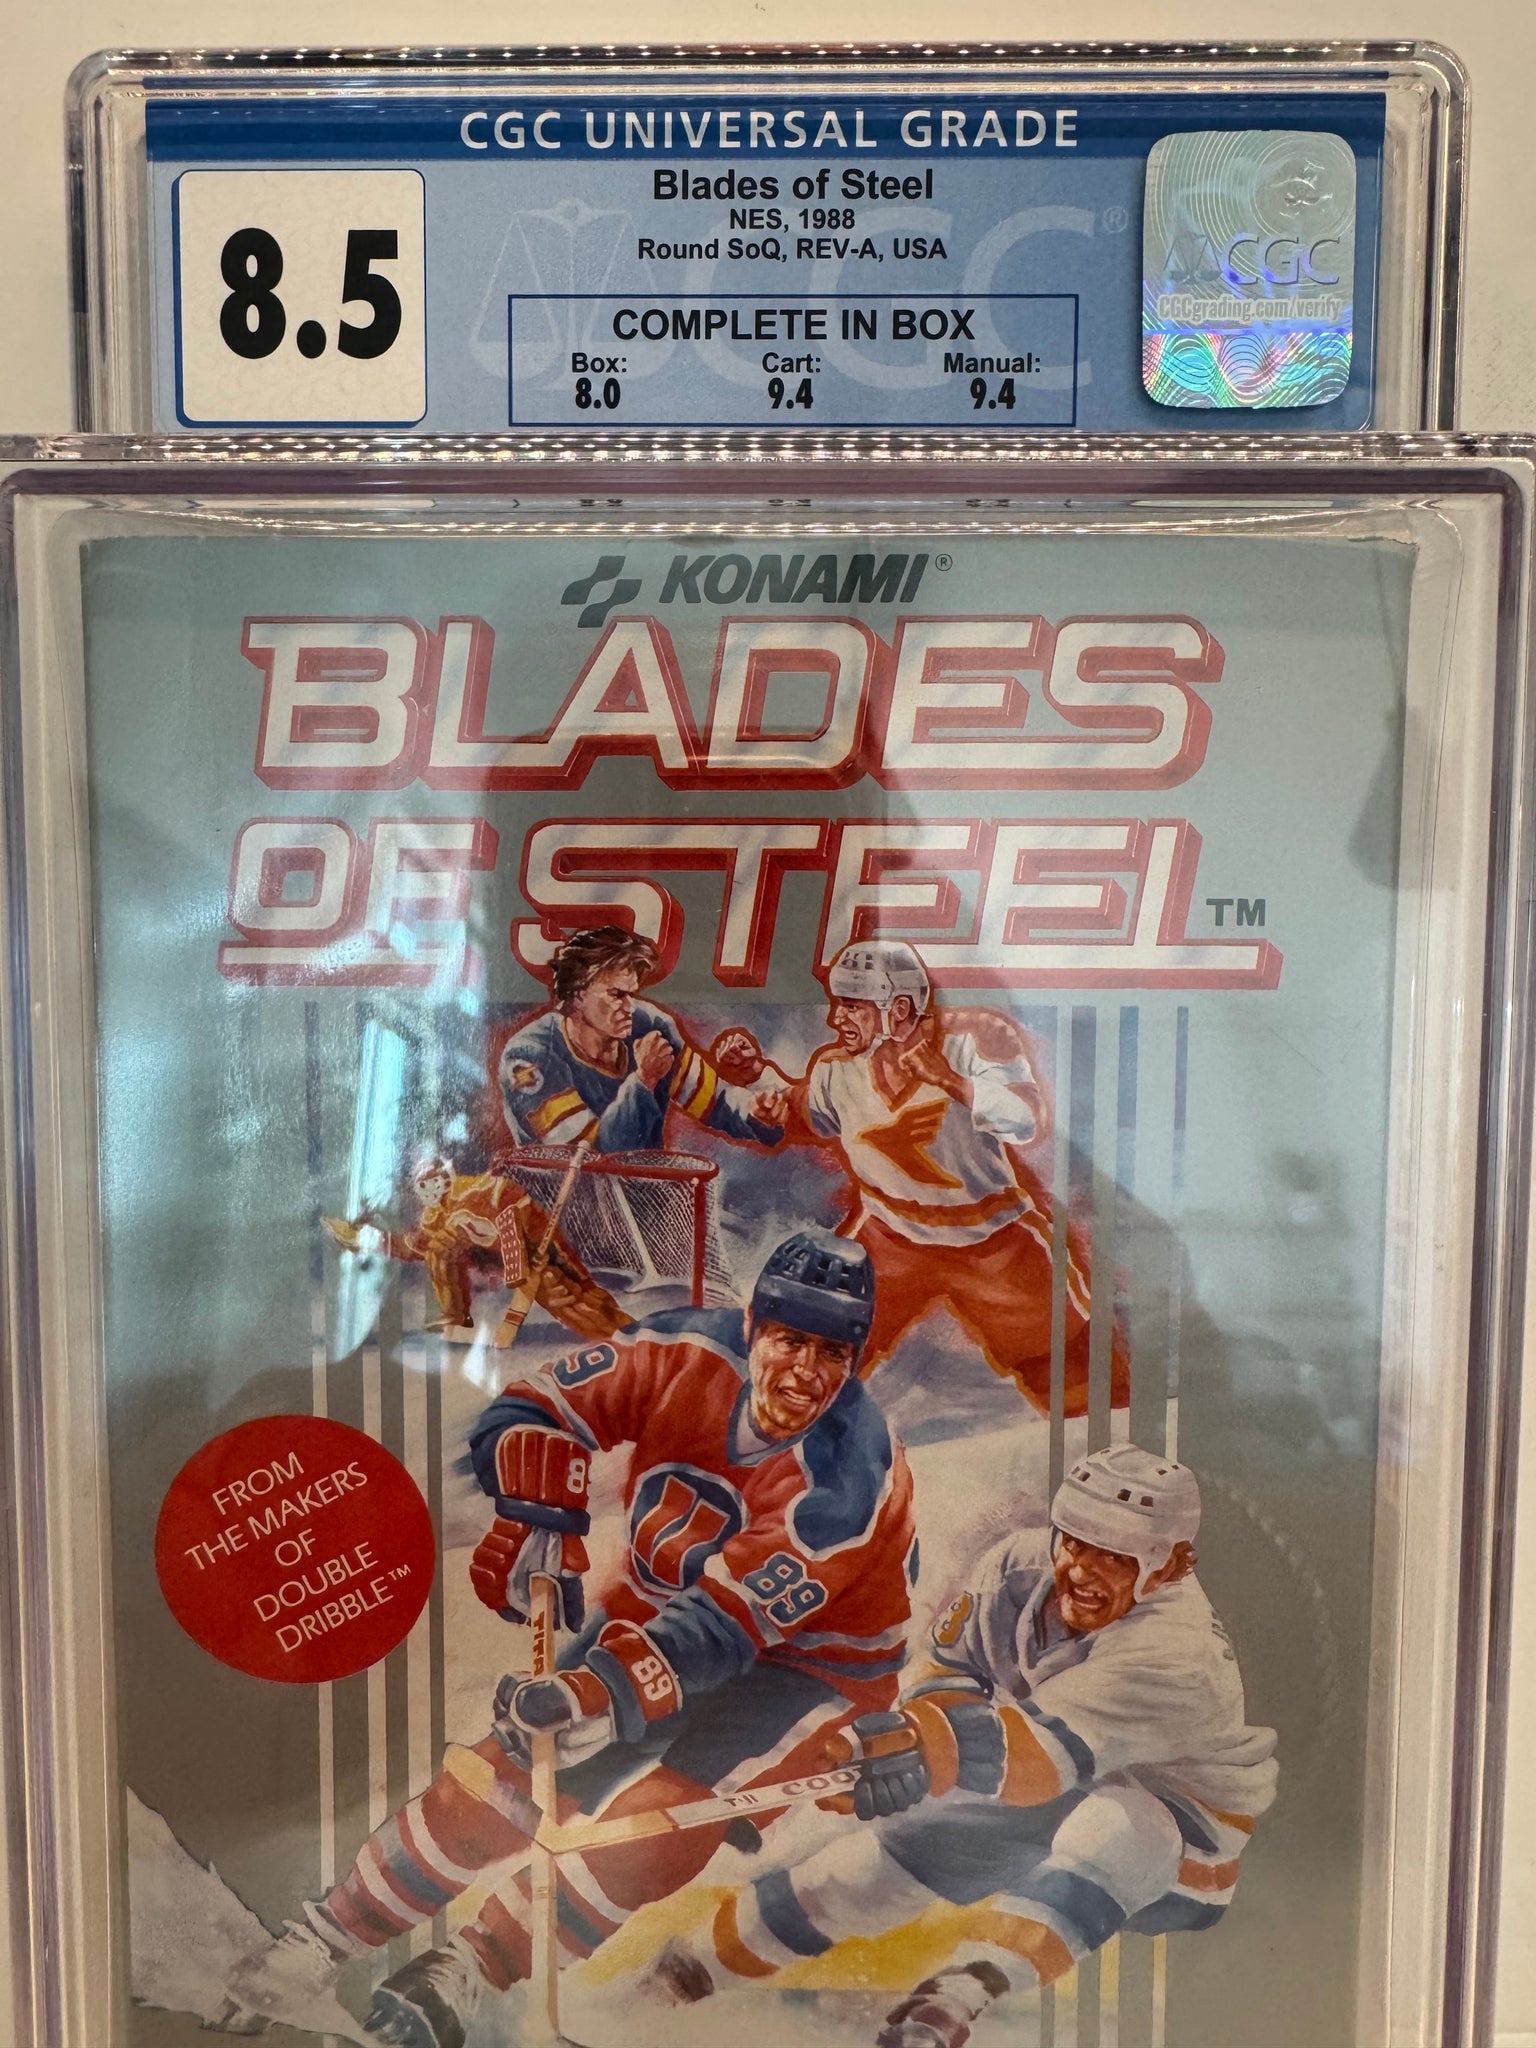 CGC UNIVERSAL GRADE
8.5
Blades of Steel
NES, 1988
Round SoQ, REV-A, USA
COMPLETE IN BOX
Box: Cart: Manual:
8.0 9.4 9.4
CGC
CGCgrading.com/verify
KONAMI®
BLADES
OF STEEL™
89
8
89
89
FROM
THE MAKERS
OF
DOUBLE
DRIBBLE™
TITA